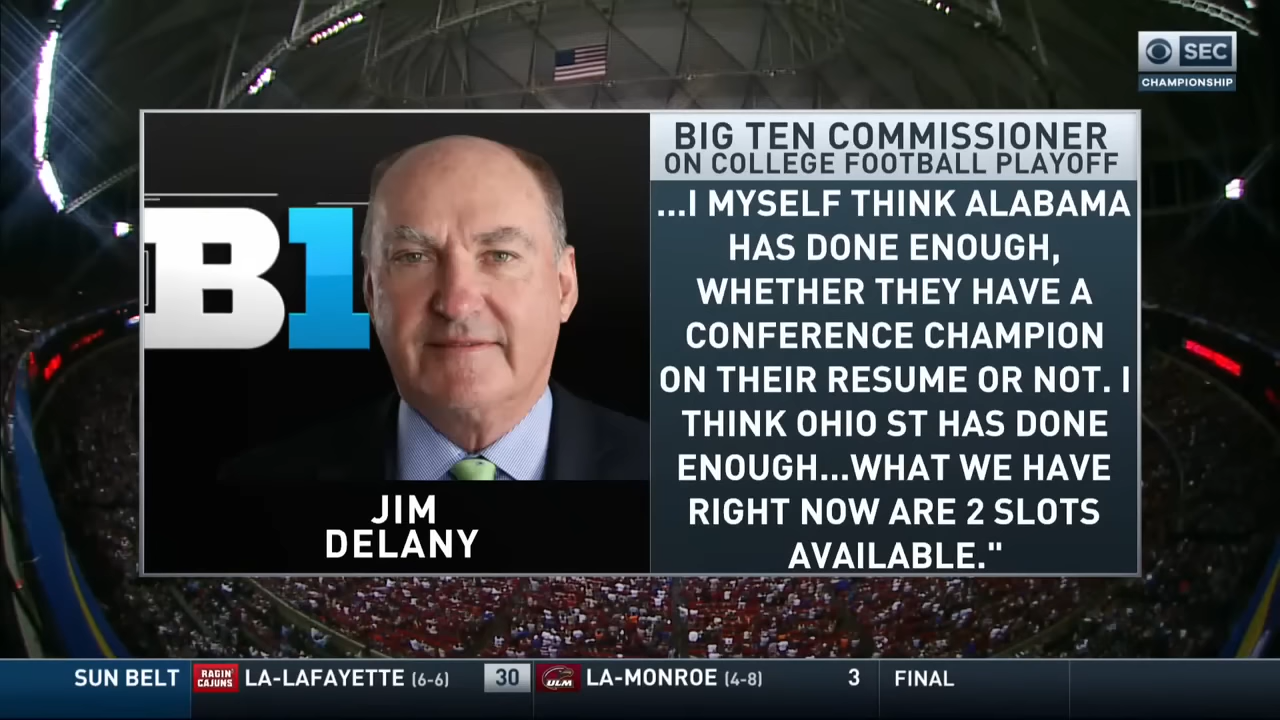 SEC
CHAMPIONSHIP
BIG TEN COMMISSIONER
ON COLLEGE FOOTBALL PLAYOFF
...I MYSELF THINK ALABAMA
HAS DONE ENOUGH,
WHETHER THEY HAVE A
CONFERENCE CHAMPION
ON THEIR RESUME OR NOT. I
THINK OHIO ST HAS DONE
ENOUGH...WHAT WE HAVE
RIGHT NOW ARE 2 SLOTS
AVAILABLE."
B1
JIM
DELANY
SUN BELT RAGIN' CAJUNS LA-LAFAYETTE (6-6) 30 ULM LA-MONROE (4-8) 3 FINAL